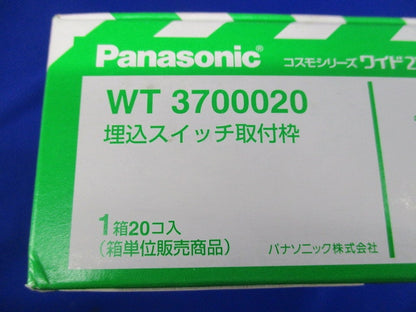 Panasonic® コスモシリーズ ワイド2
WT 3700020
埋込スイッチ取付枠
1箱20コ入
(箱単位販売商品) パナソニック株式会社